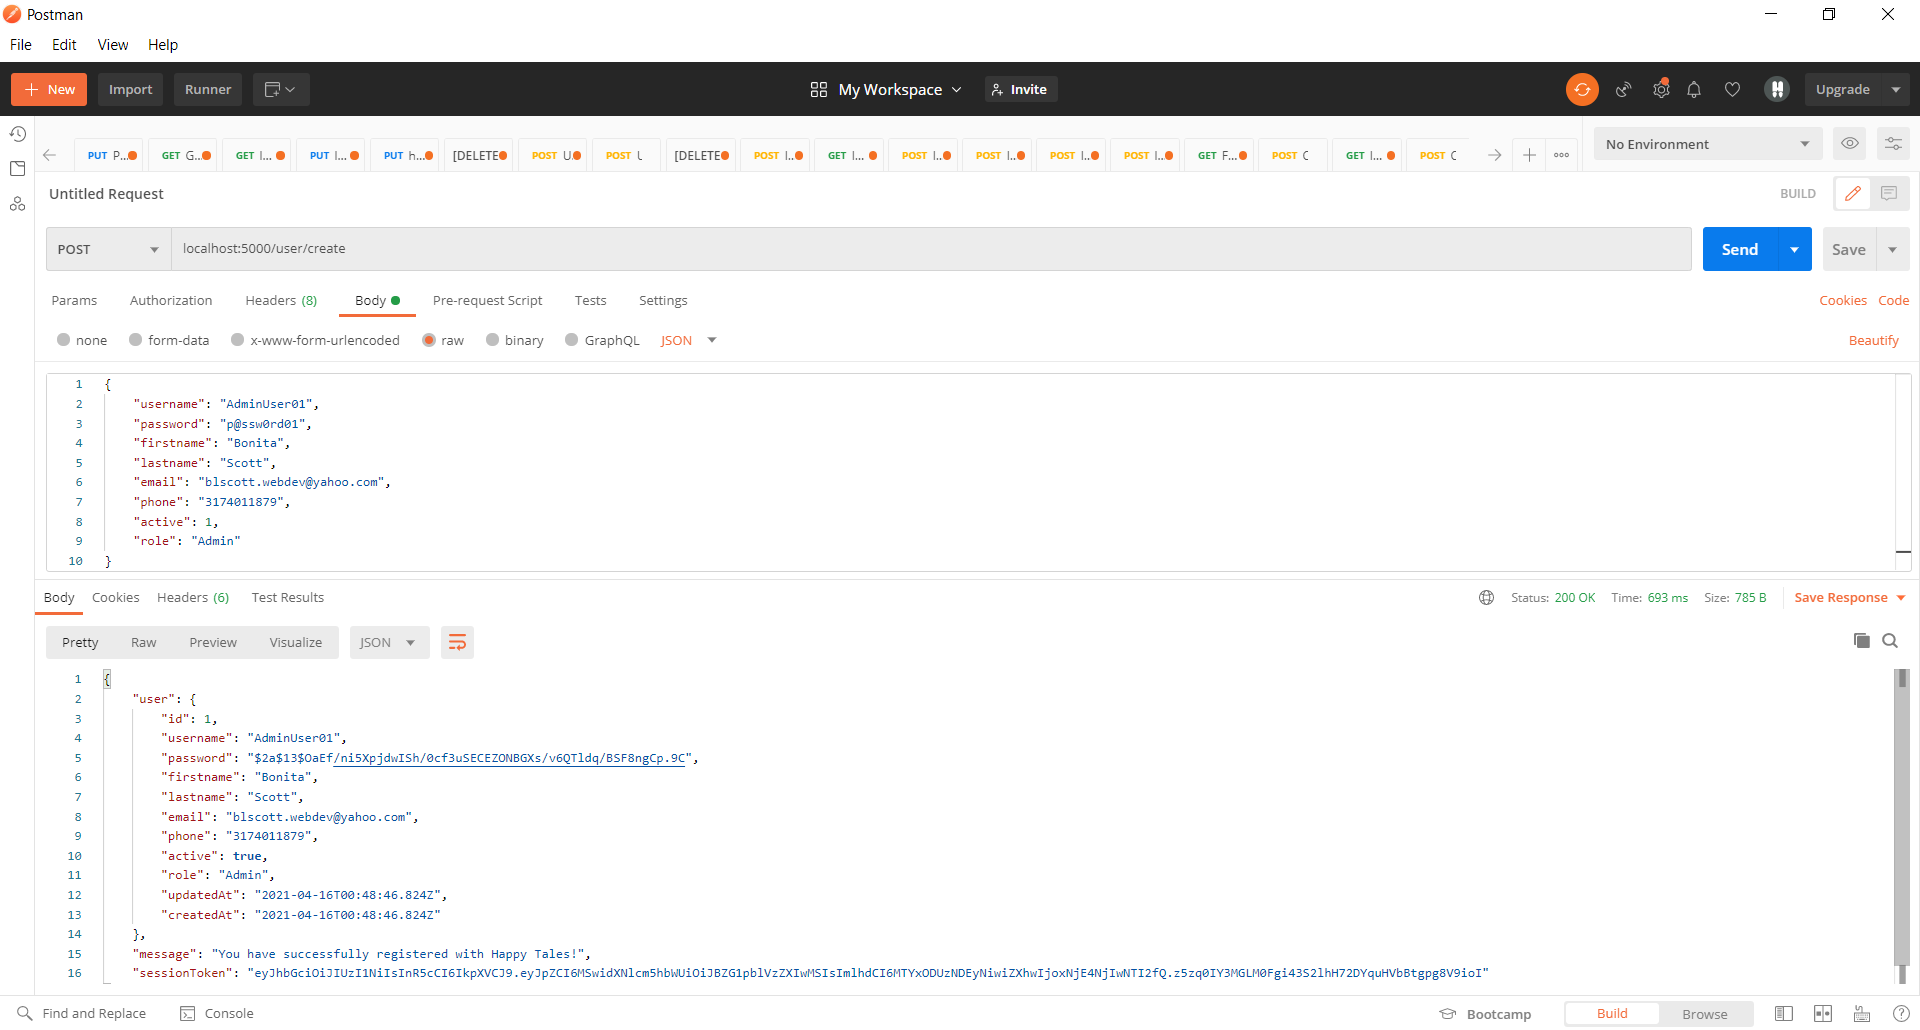 Postman
File Edit View Help
New Import Runner My Workspace Invite Upgrade
PUT P... GET G... GET I... PUT I... PUT h... [DELETE POST U. POST [DELETE POST I.. GET I... POST I.. POST I.. POST I.. POST I.. GET F... POST GET I... POST No Environment
Untitled Request BUILD
POST localhost:5000/user/create Send Save
Params Authorization Headers (8) Body Pre-request Script Tests Settings Cookies Code
none form-data x-www-form-urlencoded raw binary GraphQL JSON Beautify
1 {
2 "username": "AdminUser01",
3 "password": "p@ssw0rd01",
4 "firstname": "Bonita",
5 "lastname": "Scott",
6 "email": "blscott.webdev@yahoo.com",
7 "phone": "3174011879",
8 "active": 1,
9 "role": "Admin"
10 }
Body Cookies Headers (6) Test Results Status: 200 OK Time: 693 ms Size: 785 B Save Response
Pretty Raw Preview Visualize JSON
1 {
2 "user": {
3 "id": 1,
4 "username": "AdminUser01",
5 "password": "$2a$13$OaEf/ni5XpjdwISh/0cf3uSECEZONBGXs/v6QTldq/BSF8ngCp.9C",
6 "firstname": "Bonita",
7 "lastname": "Scott",
8 "email": "blscott.webdev@yahoo.com",
9 "phone": "3174011879",
10 "active": true,
11 "role": "Admin",
12 "updatedAt": "2021-04-16T00:48:46.824Z",
13 "createdAt": "2021-04-16T00:48:46.824Z"
14 },
15 "message": "You have successfully registered with Happy Tales!",
16 "sessionToken": "eyJhbGciOiJIUzI1NiIsInR5cCI6IkpXVCJ9.eyJpZCI6MSwidXNlcm5hbWUiOiJBZG1pblVzZXIwMSIsImlhdCI6MTYxODUzNDEyNiwiZXhwIjoxNjE4NjIwNTI2fQ.z5zq0IY3MGLM0Fgi43S2lhH72DYquHVbBtgpg8V9ioI"
Find and Replace Console Bootcamp Build Browse